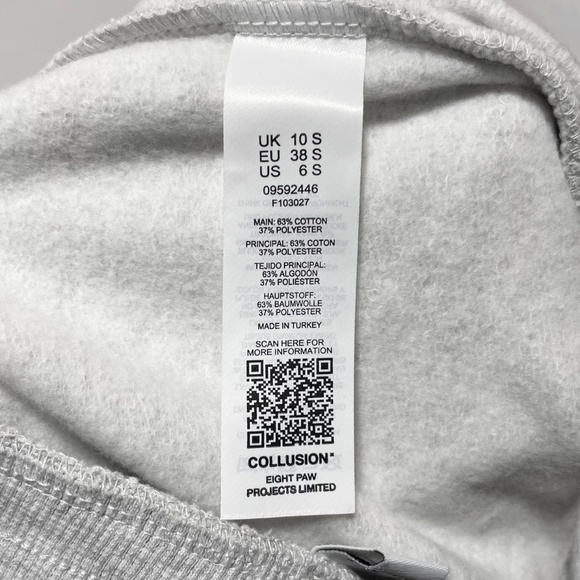 UK 10 S
EU 38 S
US 6 S
09592446
F103027
MAIN: 63% COTTON
37% POLYESTER
PRINCIPAL: 63% COTON
37% POLYESTER
TEJIDO PRINCIPAL:
63% ALGODÓN
37% POLIÉSTER
HAUPTSTOFF:
63% BAUMWOLLE
37% POLYESTER
MADE IN TURKEY
SCAN HERE FOR
MORE INFORMATION
COLLUSION
EIGHT PAW
PROJECTS LIMITED